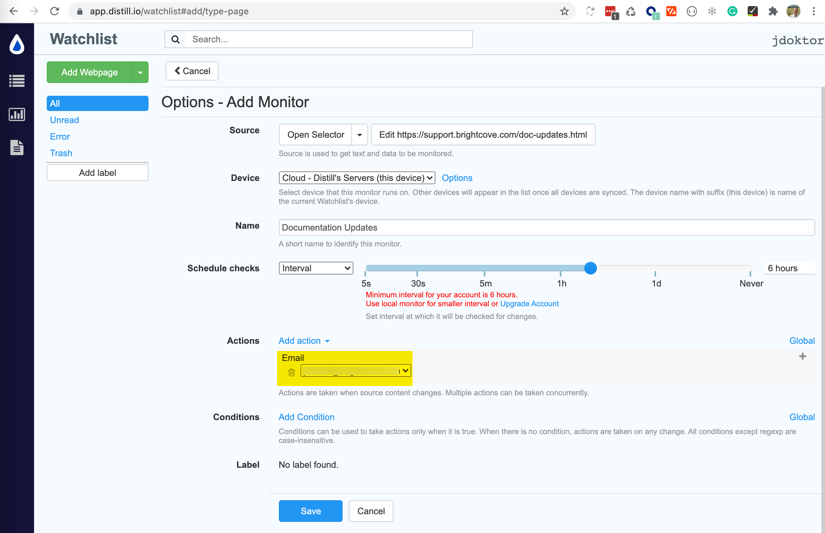 app.distill.io/watchlist#add/type-page
Watchlist
Search...
jdoktor
Add Webpage
Cancel
All
Unread
Error
Trash
Add label
Options - Add Monitor
Source
Open Selector
Edit https://support.brightcove.com/doc-updates.html
Source is used to get text and data to be monitored.
Device
Cloud - Distill's Servers (this device)
Options
Select device that this monitor runs on. Other devices will appear in the list once all devices are synced. The device name with suffix (this device) is name of
the current Watchlist's device.
Name
Documentation Updates
A short name to identify this monitor.
Schedule checks
Interval
6 hours
5s 30s 5m 1h 1d Never
Minimum interval for your account is 6 hours.
Use local monitor for smaller interval or Upgrade Account
Set interval at which it will be checked for changes.
Actions
Add action
Global
Email
Actions are taken when source content changes. Multiple actions can be taken concurrently.
Conditions
Add Condition
Global
Conditions can be used to take actions only when it is true. When there is no condition, actions are taken on any change. All conditions except regexp are
case-insensitive.
Label
No label found.
Save
Cancel